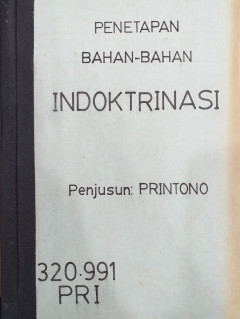 PENETAPAN
BAHAN-BAHAN
INDOKTRINASI
Penjusun: PRINTONO
320.991
PRI